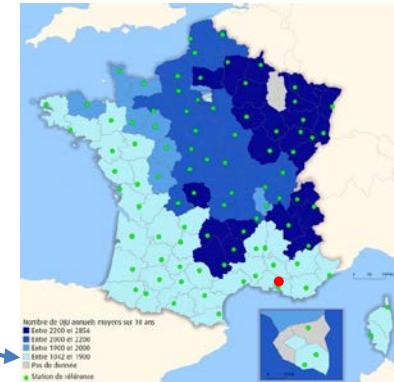 Nombre de DJU annuels moyens sur 30 ans
Entre 2200 et 2854
Entre 2000 et 2200
Entre 1900 et 2000
Entre 1042 et 1900
Pas de donnée
Station de référence